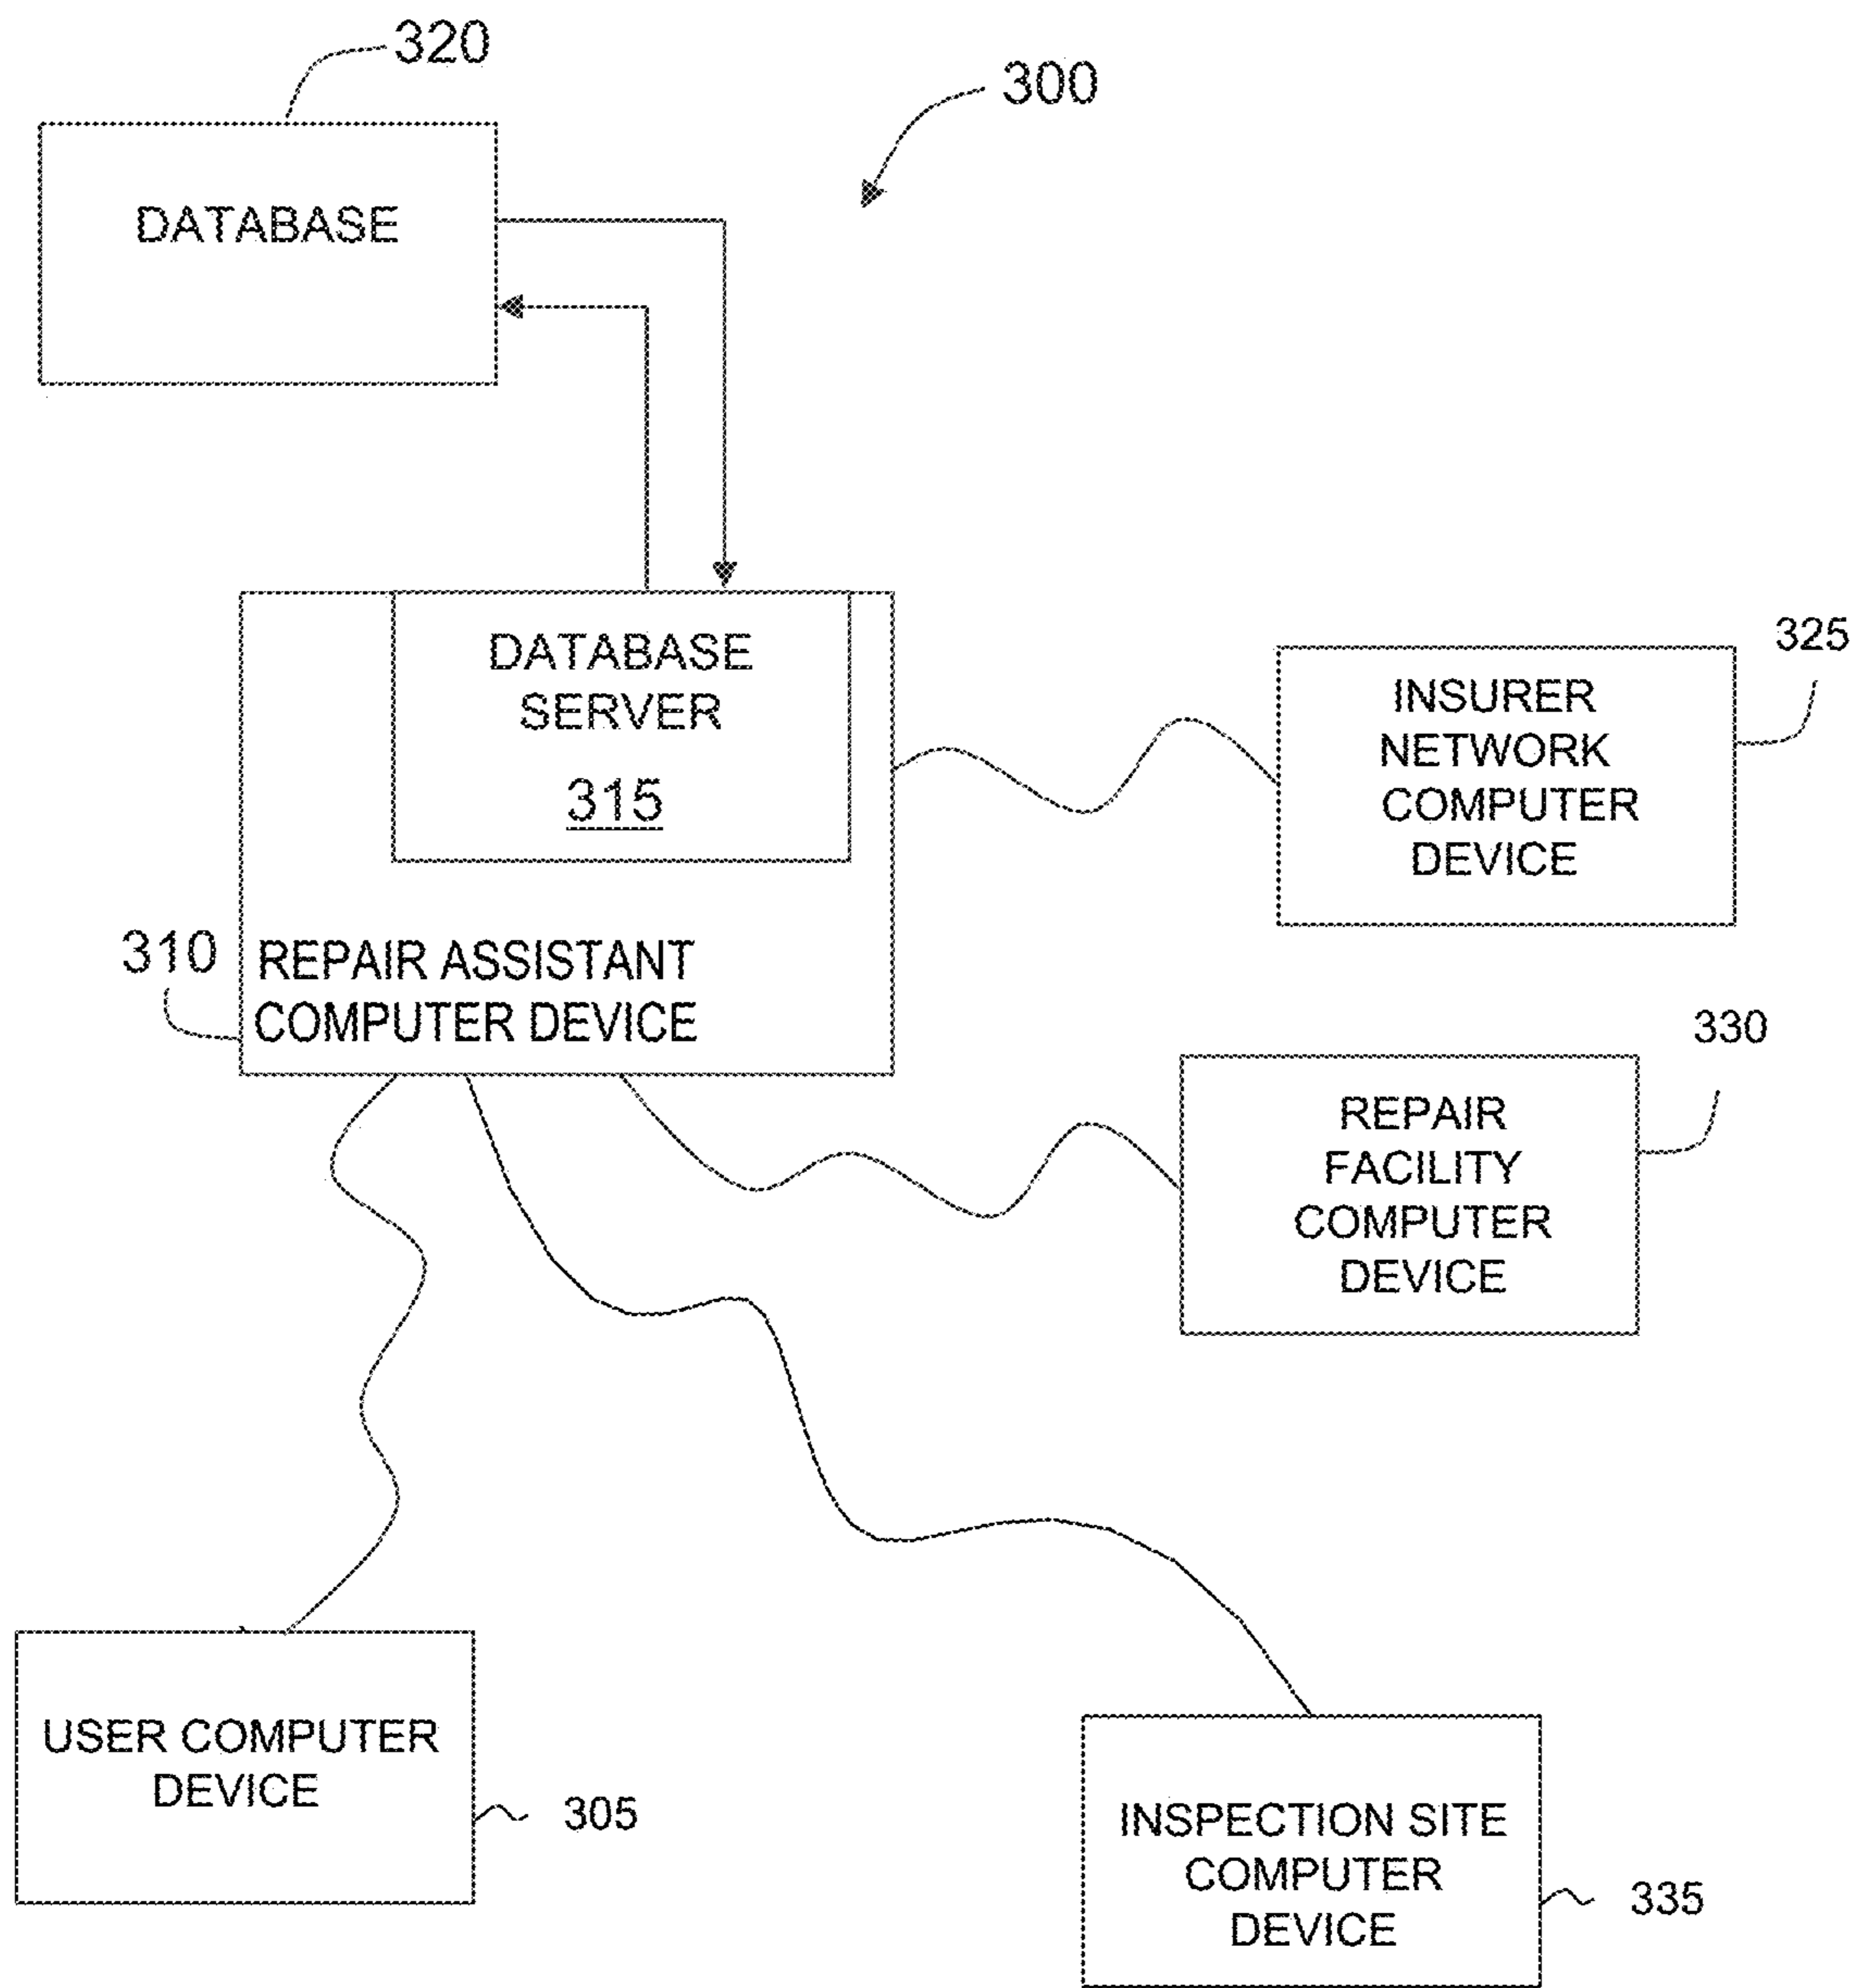 320
300
DATABASE
DATABASE
SERVER
315
325
INSURER
NETWORK
COMPUTER
DEVICE
310
REPAIR ASSISTANT
COMPUTER DEVICE
330
REPAIR
FACILITY
COMPUTER
DEVICE
USER COMPUTER
DEVICE
305
INSPECTION SITE
COMPUTER
DEVICE
335